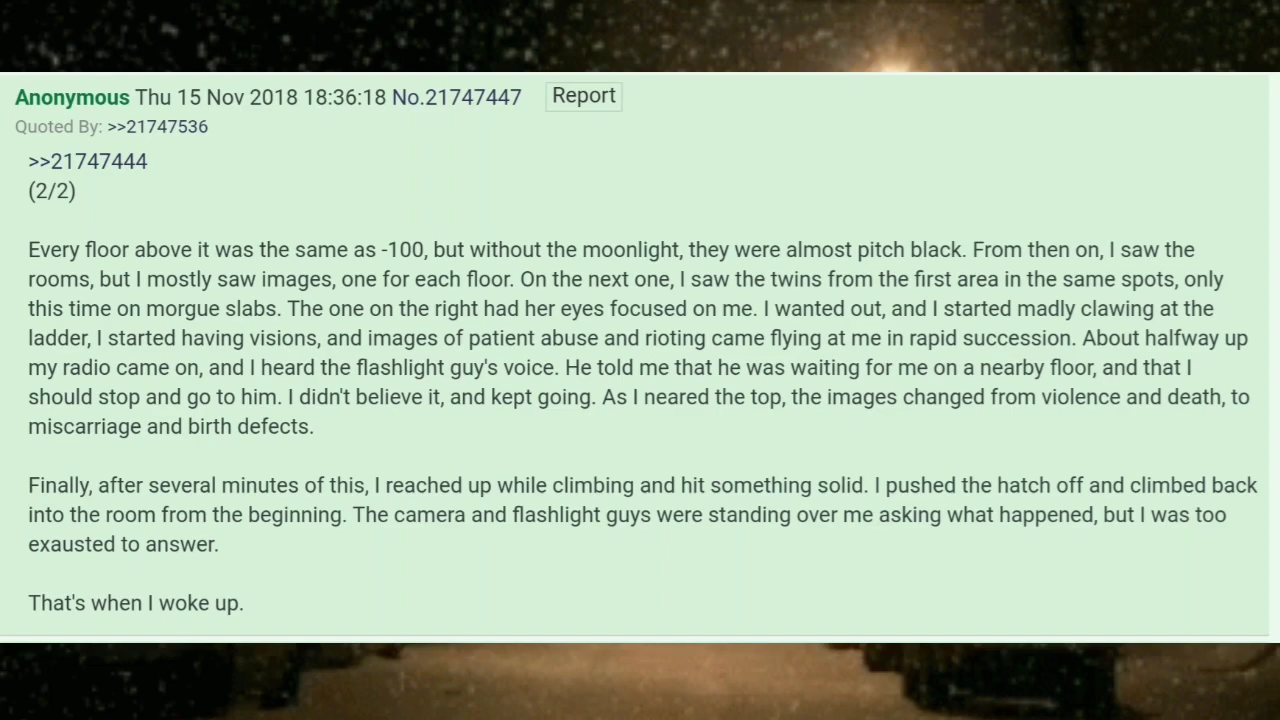 Anonymous Thu 15 Nov 2018 18:36:18 No.21747447 Report
Quoted By: >>21747536
>>21747444
(2/2)
Every floor above it was the same as -100, but without the moonlight, they were almost pitch black. From then on, I saw the
rooms, but I mostly saw images, one for each floor. On the next one, I saw the twins from the first area in the same spots, only
this time on morgue slabs. The one on the right had her eyes focused on me. I wanted out, and I started madly clawing at the
ladder, I started having visions, and images of patient abuse and rioting came flying at me in rapid succession. About halfway up
my radio came on, and I heard the flashlight guy's voice. He told me that he was waiting for me on a nearby floor, and that I
should stop and go to him. I didn't believe it, and kept going. As I neared the top, the images changed from violence and death, to
miscarriage and birth defects.
Finally, after several minutes of this, I reached up while climbing and hit something solid. I pushed the hatch off and climbed back
into the room from the beginning. The camera and flashlight guys were standing over me asking what happened, but I was too
exausted to answer.
That's when I woke up.